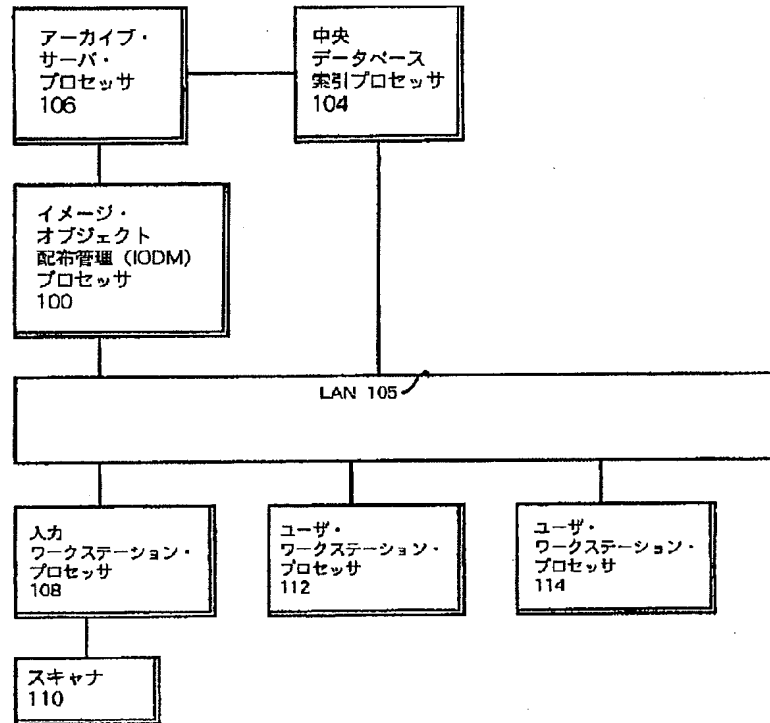 アーカイブ・
サーバ・
プロセッサ
106
中央
データベース
索引プロセッサ
104
イメージ・
オブジェクト
配布管理 (IODM)
プロセッサ
100
LAN 105
入力
ワークステーション・
プロセッサ
108
ユーザ・
ワークステーション・
プロセッサ
112
ユーザ・
ワークステーション・
プロセッサ
114
スキャナ
110